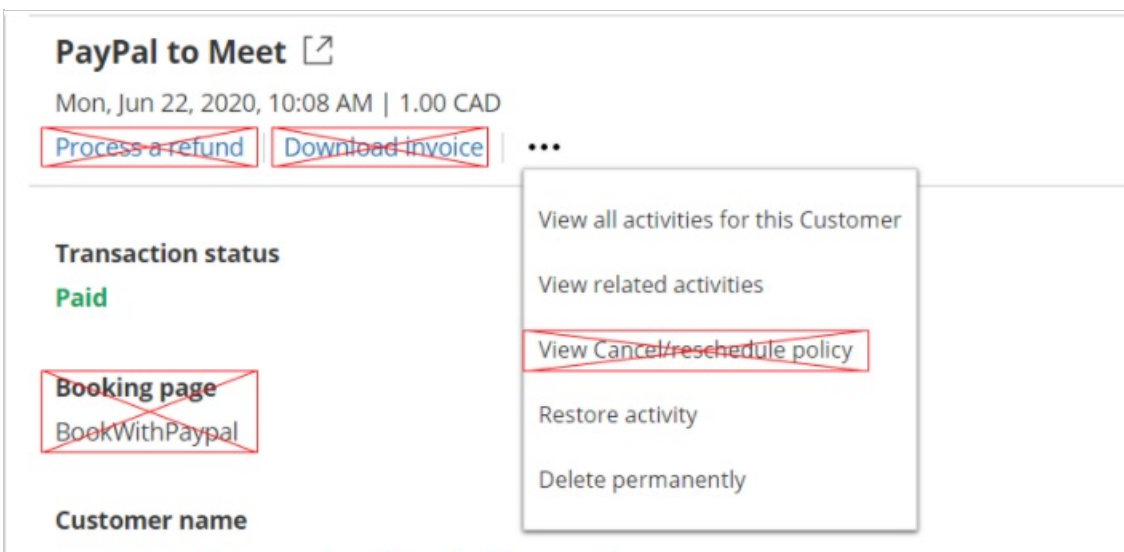 PayPal to Meet
Mon, Jun 22, 2020, 10:08 AM | 1.00 CAD
Process a refund | Download invoice | •••
View all activities for this Customer
Transaction status
View related activities
Paid
View Cancel/reschedule policy
Booking page
Restore activity
BookWithPaypal
Delete permanently
Customer name